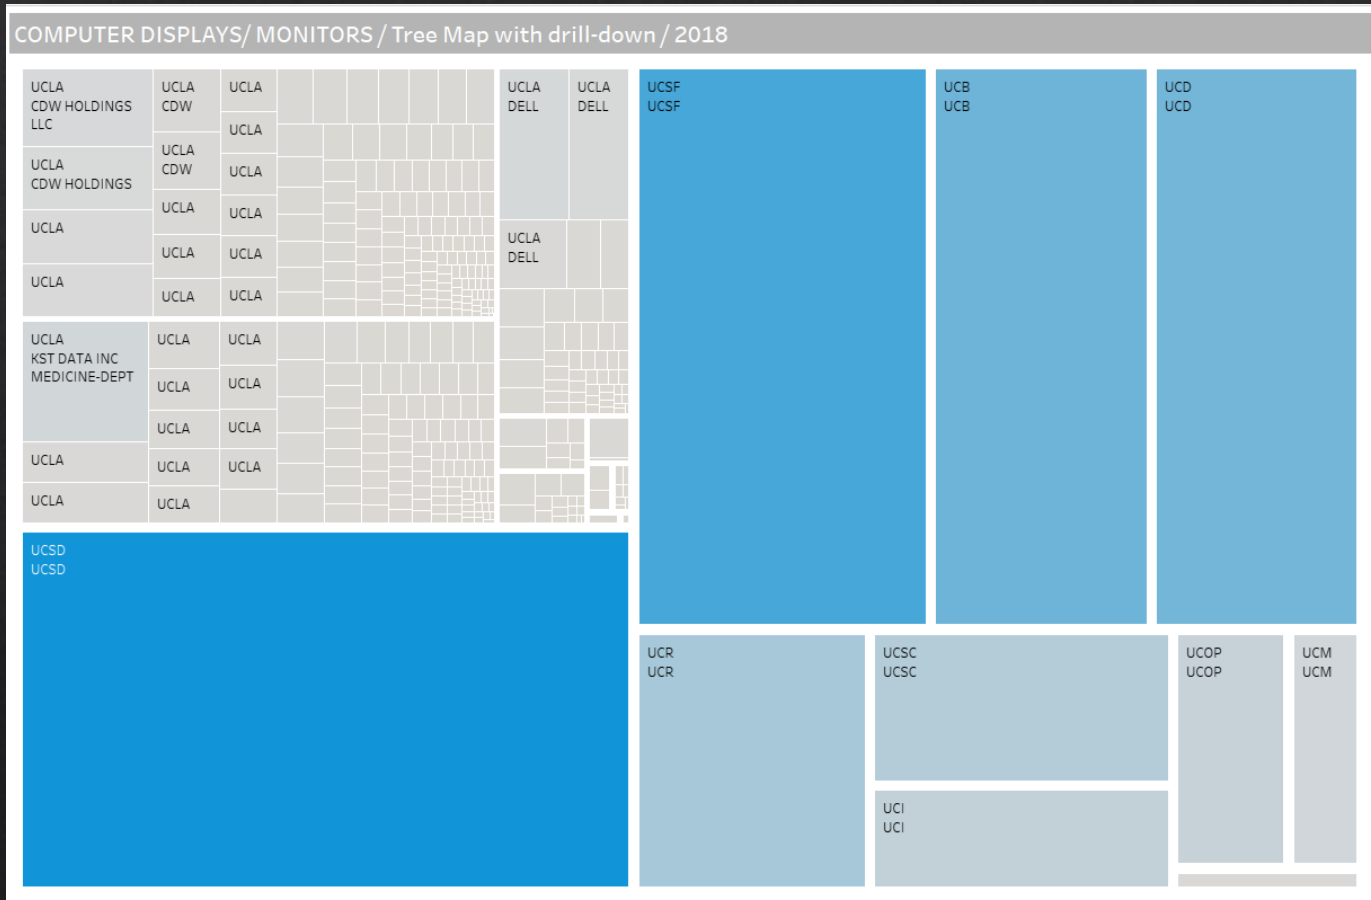 COMPUTER DISPLAYS/ MONITORS / Tree Map with drill-down / 2018
UCLA
CDW HOLDINGS
LLC
UCLA
CDW HOLDINGS
UCLA
UCLA
UCLA
CDW
UCLA
CDW
UCLA
UCLA
UCLA
UCLA
UCLA
UCLA
UCLA
UCLA
UCLA
UCLA
DELL
UCLA
DELL
UCLA
DELL
UCLA
KST DATA INC
MEDICINE-DEPT
UCLA
UCLA
UCLA
UCLA
UCLA
UCLA
UCLA
UCLA
UCLA
UCLA
UCLA
UCSD
UCSD
UCSF
UCSF
UCB
UCB
UCD
UCD
UCR
UCR
UCSC
UCSC
UCI
UCI
UCOP
UCOP
UCM
UCM